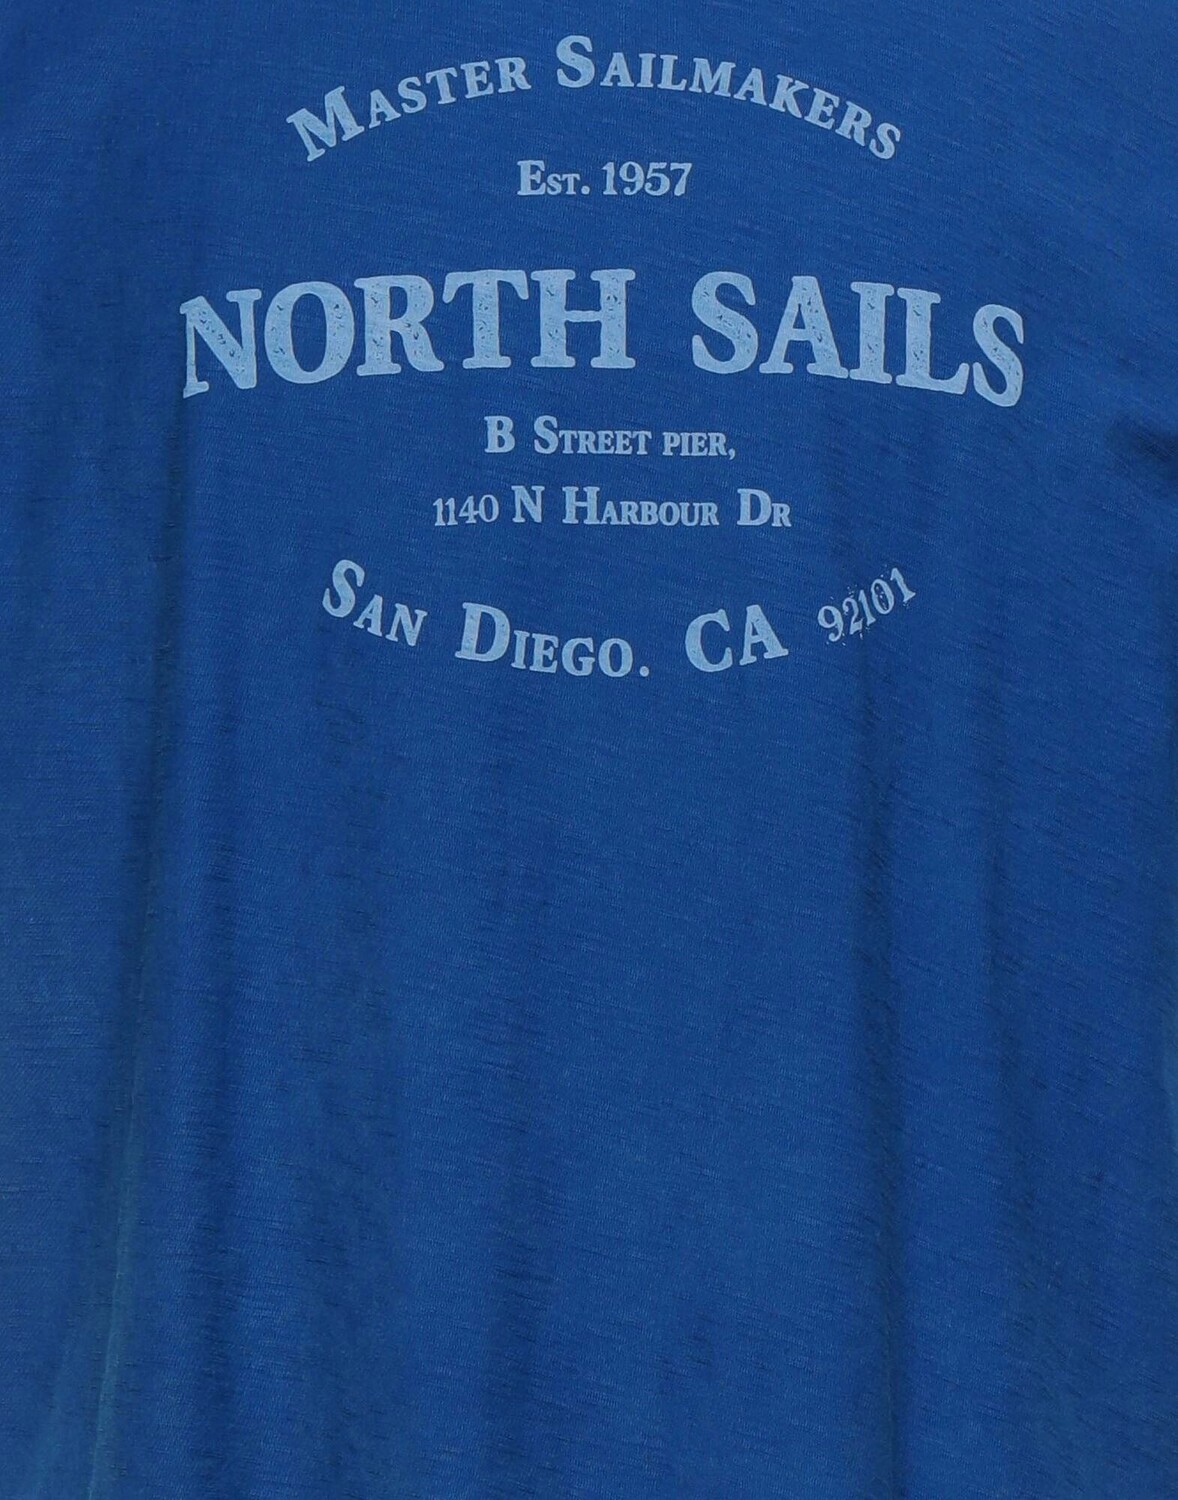 Master Sailmakers
Est. 1957
NORTH SAILS
B Street pier,
1140 N Harbour Dr
San Diego. CA 92101